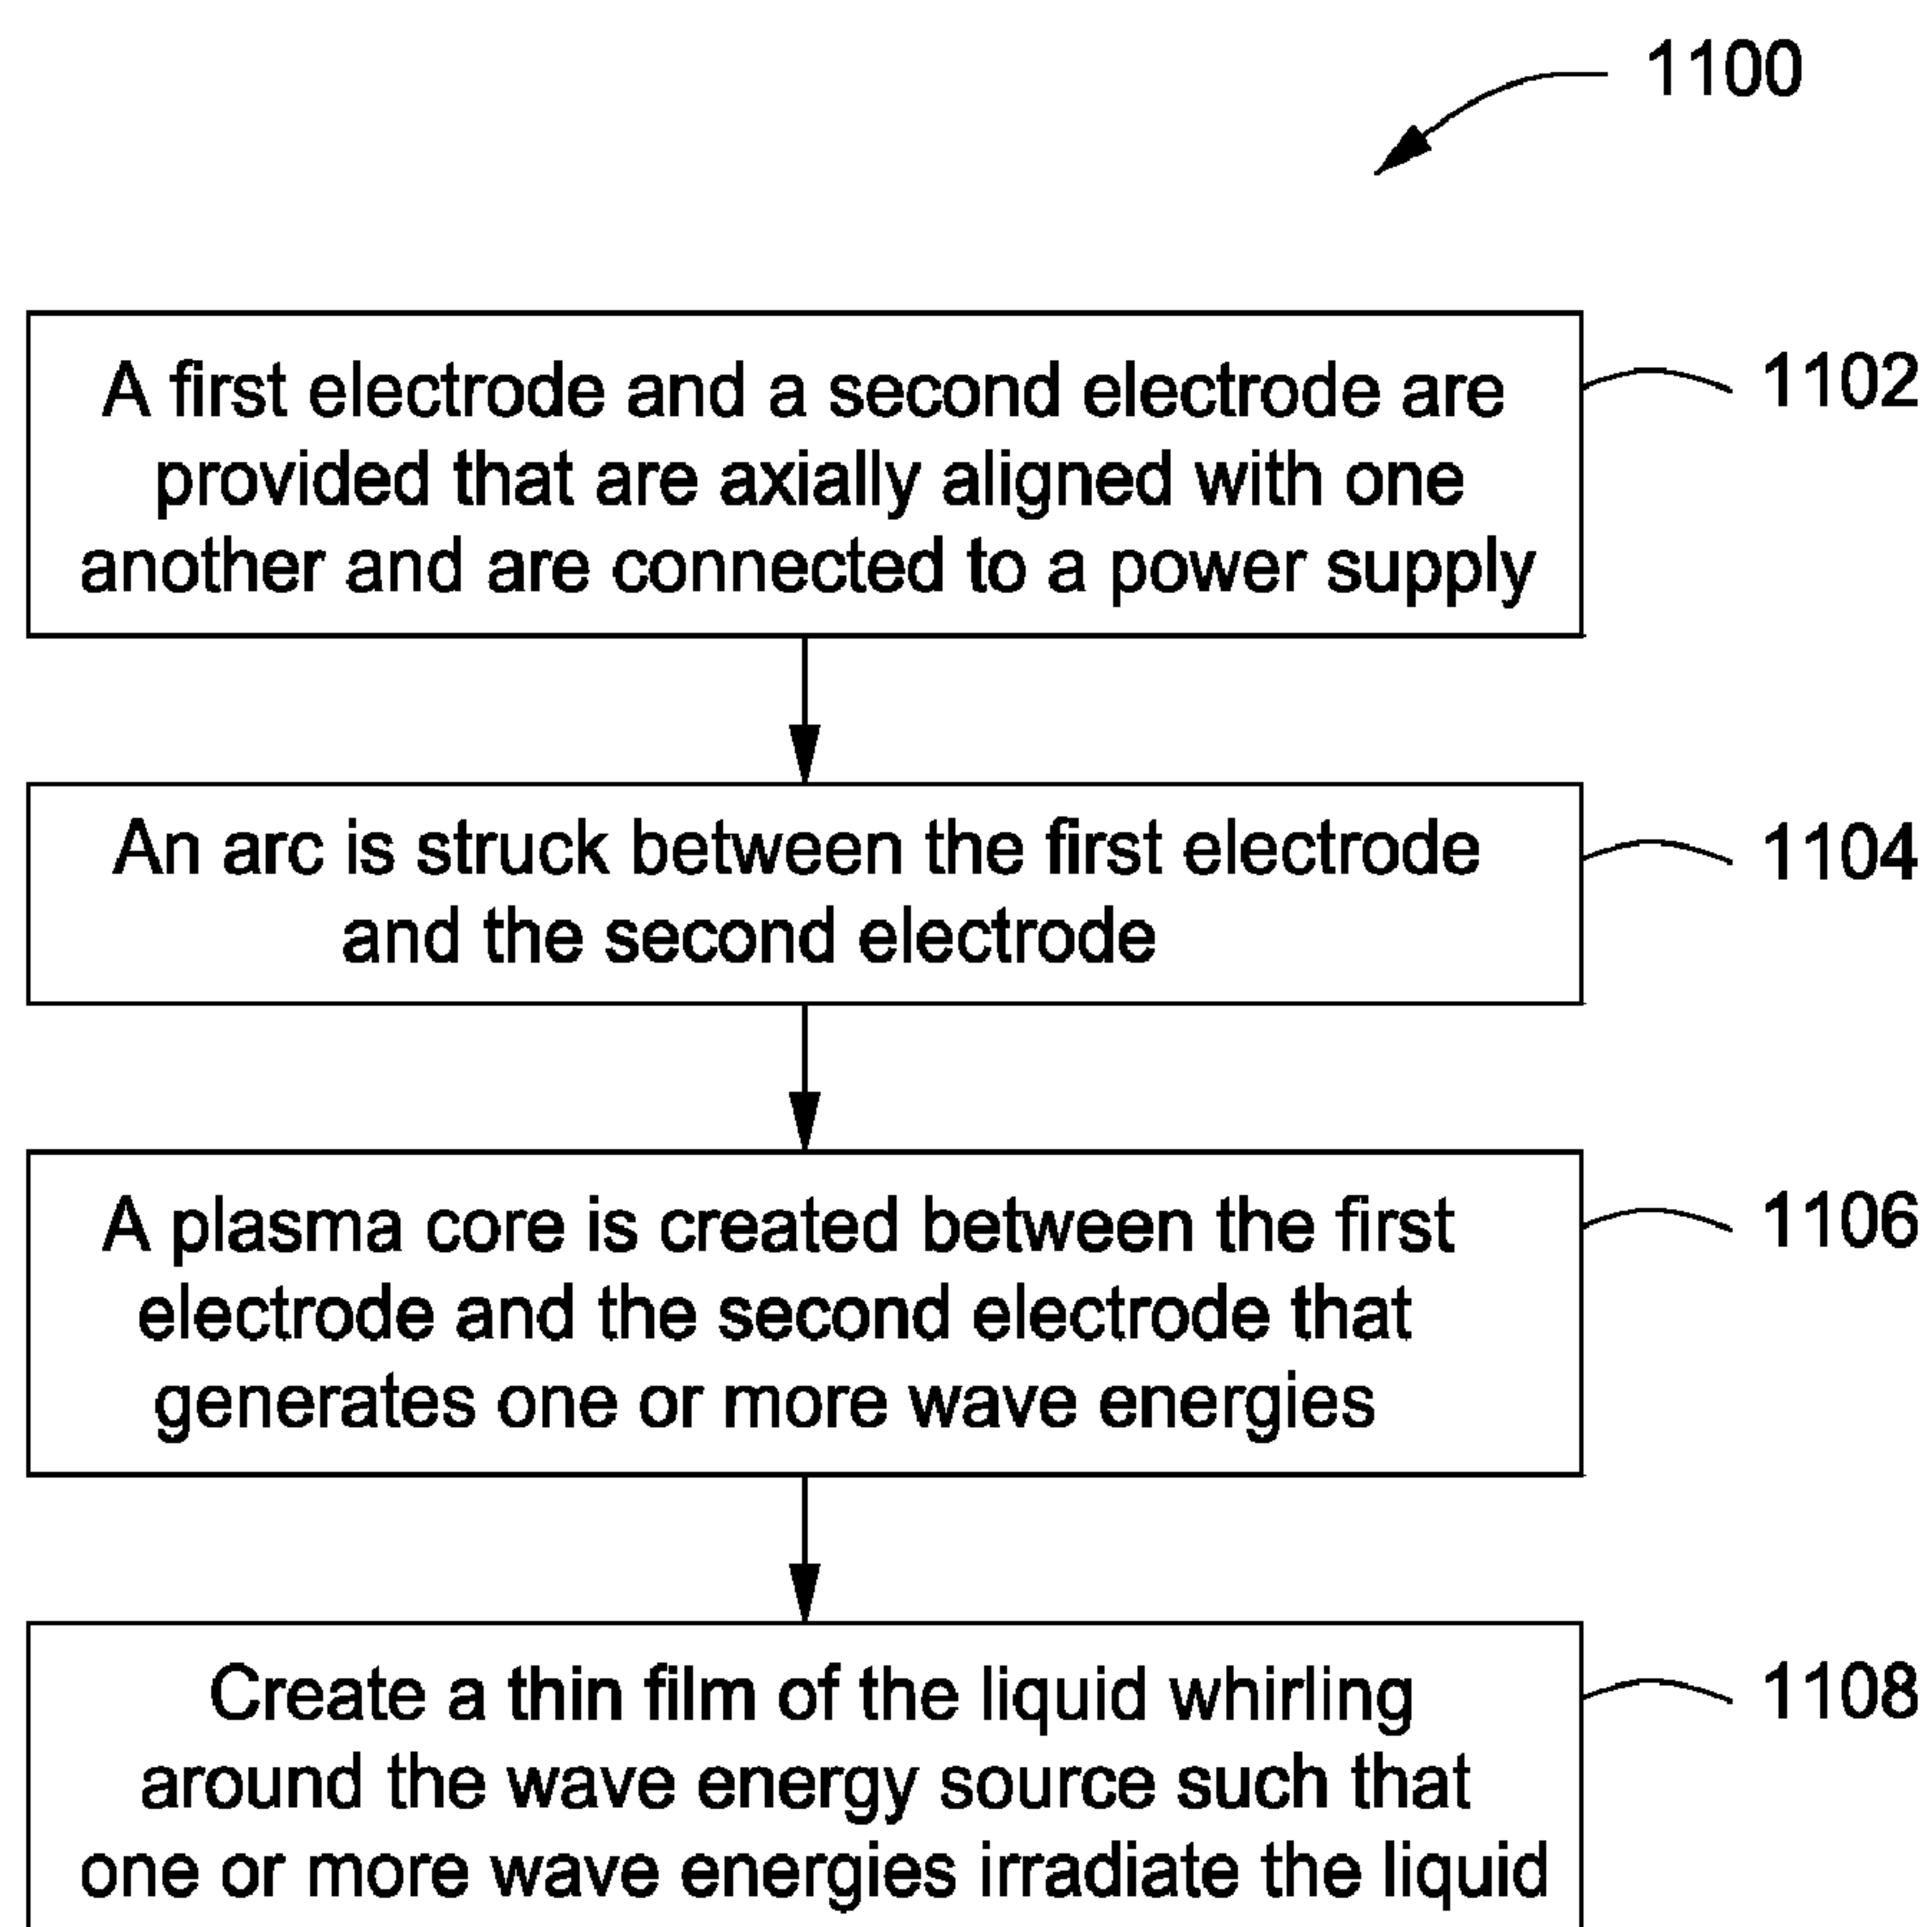 1100
A first electrode and a second electrode are
provided that are axially aligned with one
another and are connected to a power supply
1102
An arc is struck between the first electrode
and the second electrode
1104
A plasma core is created between the first
electrode and the second electrode that
generates one or more wave energies
1106
Create a thin film of the liquid whirling
around the wave energy source such that
one or more wave energies irradiate the liquid
1108